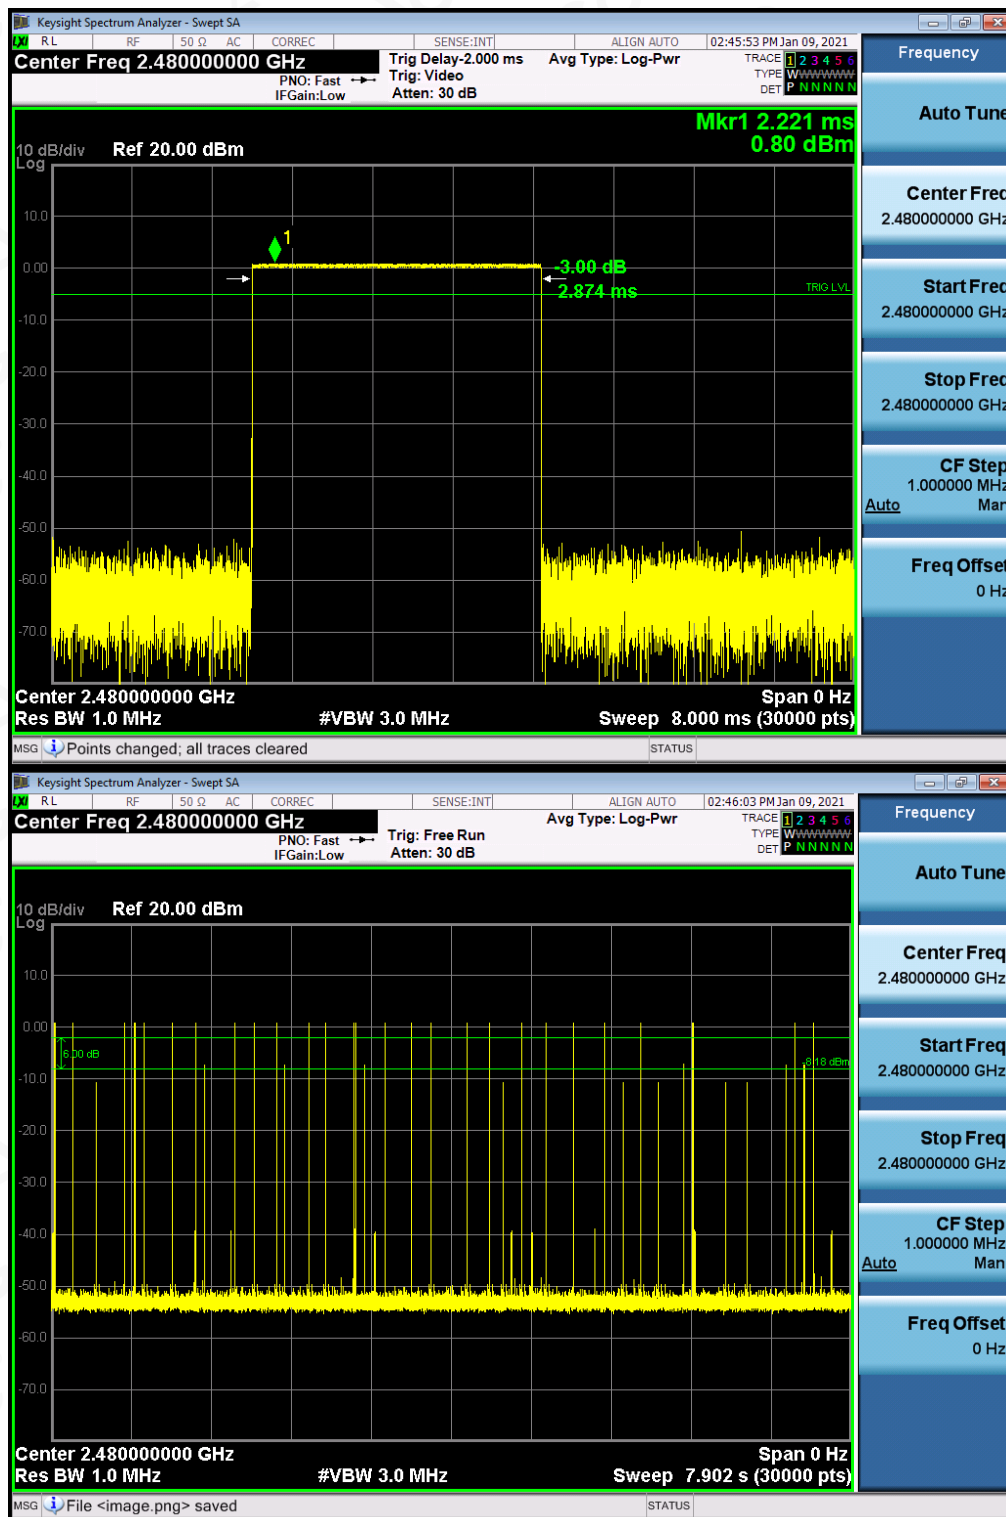 Keysight Spectrum Analyzer - Swept SA
LXI RL RF 50 Ω AC CORREC SENSE:INT ALIGN AUTO 02:45:53 PM Jan 09, 2021
Center Freq 2.480000000 GHz
PNO: Fast
IFGain:Low
Trig Delay-2.000 ms
Trig: Video
Atten: 30 dB
Avg Type: Log-Pwr
TRACE 1 2 3 4 5 6
TYPE WWWWWWW
DET P N N N N N
Frequency
Auto Tune
Center Freq
2.480000000 GHz
Start Freq
2.480000000 GHz
Stop Freq
2.480000000 GHz
CF Step
1.000000 MHz
Auto Man
Freq Offset
0 Hz
Mkr1 2.221 ms
0.80 dBm
10 dB/div Ref 20.00 dBm
Log
10.0
0.00
-10.0
-20.0
-30.0
-40.0
-50.0
-60.0
-70.0
1
-3.00 dB
2.874 ms
TRIG LVL
Center 2.480000000 GHz Span 0 Hz
Res BW 1.0 MHz #VBW 3.0 MHz Sweep 8.000 ms (30000 pts)
MSG Points changed; all traces cleared STATUS
Keysight Spectrum Analyzer - Swept SA
LXI RL RF 50 Ω AC CORREC SENSE:INT ALIGN AUTO 02:46:03 PM Jan 09, 2021
Center Freq 2.480000000 GHz
PNO: Fast
IFGain:Low
Trig: Free Run
Atten: 30 dB
Avg Type: Log-Pwr
TRACE 1 2 3 4 5 6
TYPE WWWWWWW
DET P N N N N N
Frequency
Auto Tune
Center Freq
2.480000000 GHz
Start Freq
2.480000000 GHz
Stop Freq
2.480000000 GHz
CF Step
1.000000 MHz
Auto Man
Freq Offset
0 Hz
10 dB/div Ref 20.00 dBm
Log
10.0
0.00
-10.0
-20.0
-30.0
-40.0
-50.0
-60.0
-70.0
6.00 dB
-8.18 dBm
Center 2.480000000 GHz Span 0 Hz
Res BW 1.0 MHz #VBW 3.0 MHz Sweep 7.902 s (30000 pts)
MSG File <image.png> saved STATUS